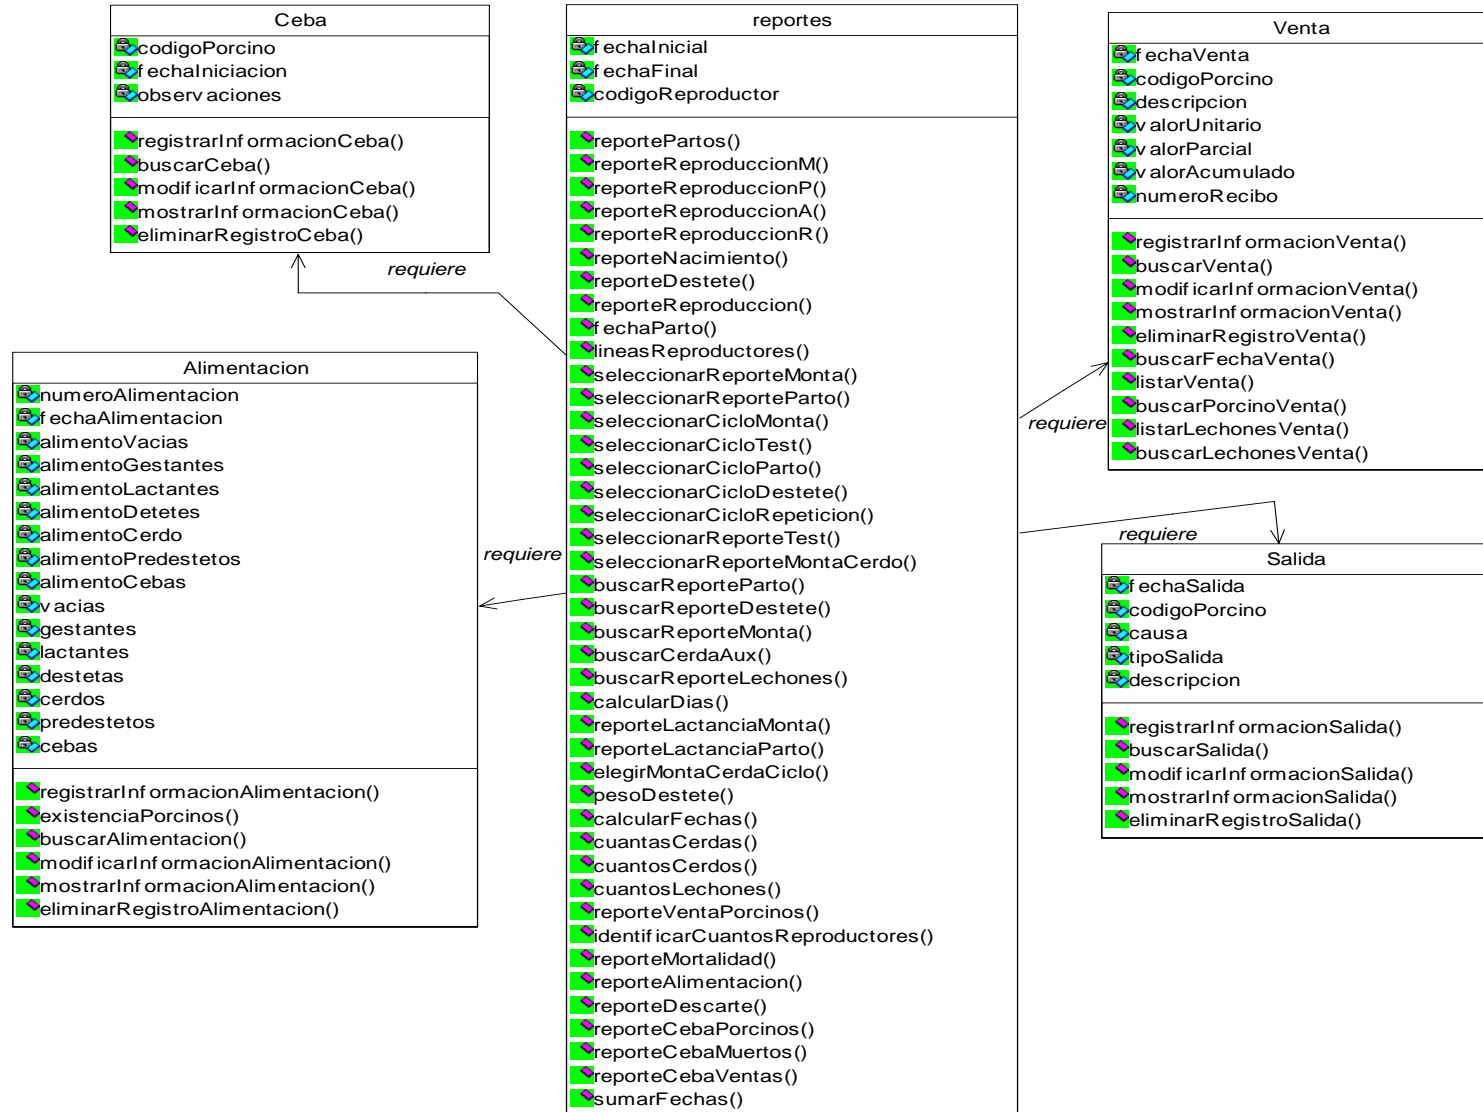 Ceba
codigoPorcino
fechaIniciacion
observaciones
registrarInformacionCeba()
buscarCeba()
modificarInformacionCeba()
mostrarInformacionCeba()
eliminarRegistroCeba()
requiere
Alimentacion
numeroAlimentacion
fechaAlimentacion
alimentoVacias
alimentoGestantes
alimentoLactantes
alimentoDetetes
alimentoCerdo
alimentoPredestetos
alimentoCebas
vacias
gestantes
lactantes
destetas
cerdos
predestetos
cebas
registrarInformacionAlimentacion()
existenciaPorcinos()
buscarAlimentacion()
modificarInformacionAlimentacion()
mostrarInformacionAlimentacion()
eliminarRegistroAlimentacion()
requiere
reportes
fechaInicial
fechaFinal
codigoReproductor
reportePartos()
reporteReproduccionM()
reporteReproduccionP()
reporteReproduccionA()
reporteReproduccionR()
reporteNacimiento()
reporteDestete()
reporteReproduccion()
fechaParto()
lineasReproductores()
seleccionarReporteMonta()
seleccionarReporteParto()
seleccionarCicloMonta()
seleccionarCicloTest()
seleccionarCicloParto()
seleccionarCicloDestete()
seleccionarCicloRepeticion()
seleccionarReporteTest()
seleccionarReporteMontaCerdo()
buscarReporteParto()
buscarReporteDestete()
buscarReporteMonta()
buscarCerdaAux()
buscarReporteLechones()
calcularDias()
reporteLactanciaMonta()
reporteLactanciaParto()
elegirMontaCerdaCiclo()
pesoDestete()
calcularFechas()
cuantasCerdas()
cuantosCerdos()
cuantosLechones()
reporteVentaPorcinos()
identificarCuantosReproductores()
reporteMortalidad()
reporteAlimentacion()
reporteDescarte()
reporteCebaPorcinos()
reporteCebaMuertos()
reporteCebaVentas()
sumarFechas()
requiere
Venta
fechaVenta
codigoPorcino
descripcion
valorUnitario
valorParcial
valorAcumulado
numeroRecibo
registrarInformacionVenta()
buscarVenta()
modificarInformacionVenta()
mostrarInformacionVenta()
eliminarRegistroVenta()
buscarFechaVenta()
listarVenta()
buscarPorcinoVenta()
listarLechonesVenta()
buscarLechonesVenta()
requiere
Salida
fechaSalida
codigoPorcino
causa
tipoSalida
descripcion
registrarInformacionSalida()
buscarSalida()
modificarInformacionSalida()
mostrarInformacionSalida()
eliminarRegistroSalida()